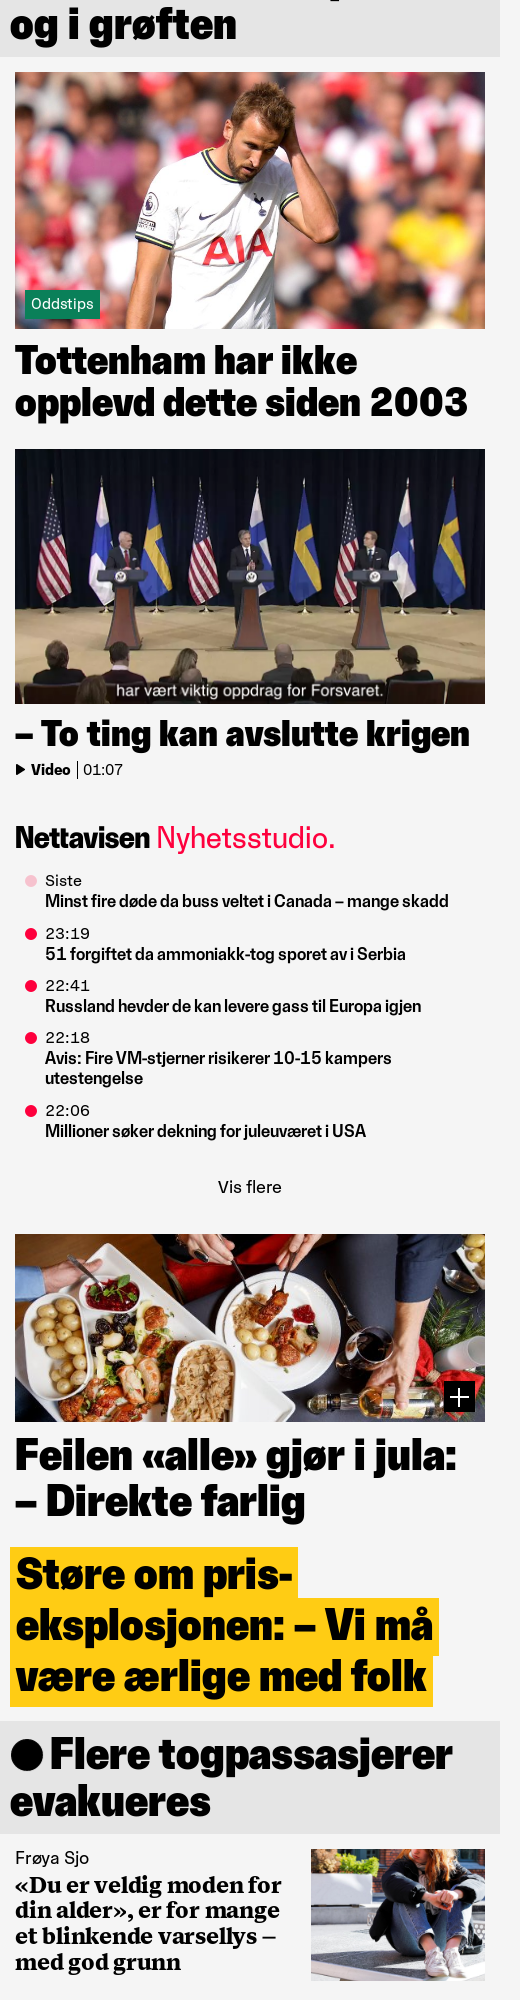 og i grøften
AIA
Oddstips
Tottenham har ikke
opplevd dette siden 2003
har vært viktig oppdrag for Forsvaret.
– To ting kan avslutte krigen
Video | 01:07
Nettavisen Nyhetsstudio.
Siste
Minst fire døde da buss veltet i Canada – mange skadd
23:19
51 forgiftet da ammoniakk-tog sporet av i Serbia
22:41
Russland hevder de kan levere gass til Europa igjen
22:18
Avis: Fire VM-stjerner risikerer 10-15 kampers
utestengelse
22:06
Millioner søker dekning for juleuværet i USA
Vis flere
Feilen «alle» gjør i jula:
– Direkte farlig
Støre om pris-
eksplosjonen: – Vi må
være ærlige med folk
Flere togpassasjerer
evakueres
Frøya Sjo
«Du er veldig moden for
din alder», er for mange
et blinkende varsellys –
med god grunn